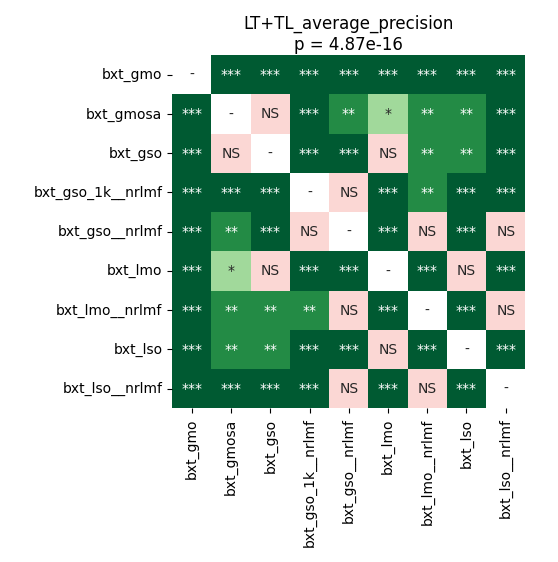 LT+TL_average_precision
p = 4.87e-16
bxt_gmo - *** *** *** *** *** *** *** ***
bxt_gmosa *** - NS *** ** * ** ** ***
bxt_gso *** NS - *** *** NS ** ** ***
bxt_gso_1k__nrlmf *** *** *** - NS *** ** *** ***
bxt_gso__nrlmf *** ** *** NS - *** NS *** NS
bxt_lmo *** * NS *** *** - *** NS ***
bxt_lmo__nrlmf *** ** ** ** NS *** - *** NS
bxt_lso *** ** ** *** *** NS *** - ***
bxt_lso__nrlmf *** *** *** *** NS *** NS *** -
bxt_gmo
bxt_gmosa
bxt_gso
bxt_gso_1k__nrlmf
bxt_gso__nrlmf
bxt_lmo
bxt_lmo__nrlmf
bxt_lso
bxt_lso__nrlmf